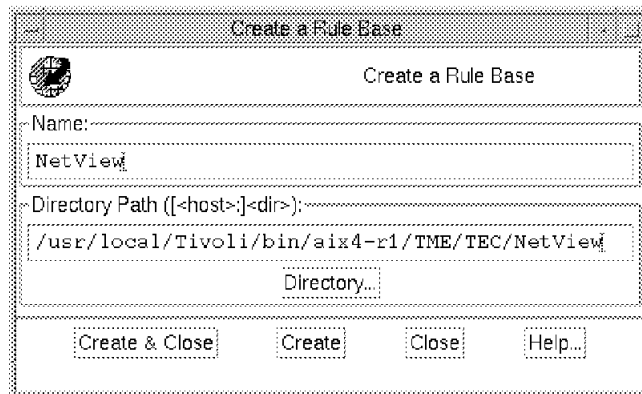 Create a Rule Base
Create a Rule Base
Name:
NetView
Directory Path ([<host>:]<dir>):
/usr/local/Tivoli/bin/aix4-r1/TME/TEC/NetView
Directory...
Create & Close Create Close Help...